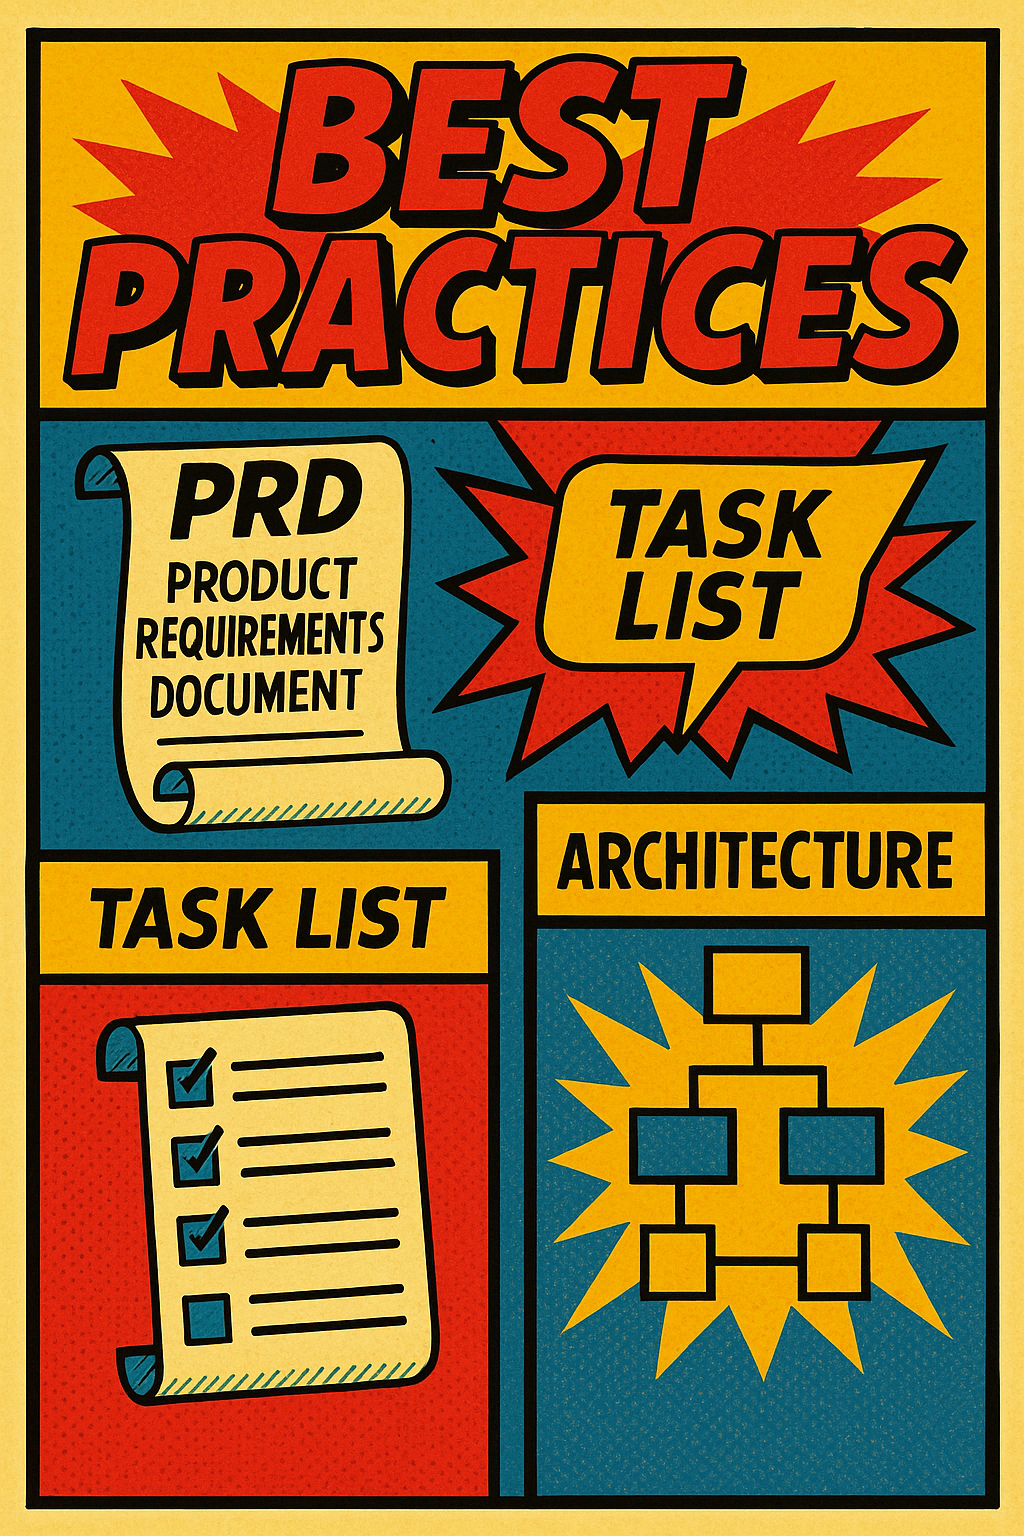 BEST
PRACTICES
PRD
PRODUCT
REQUIREMENTS
DOCUMENT
TASK
LIST
TASK LIST
ARCHITECTURE